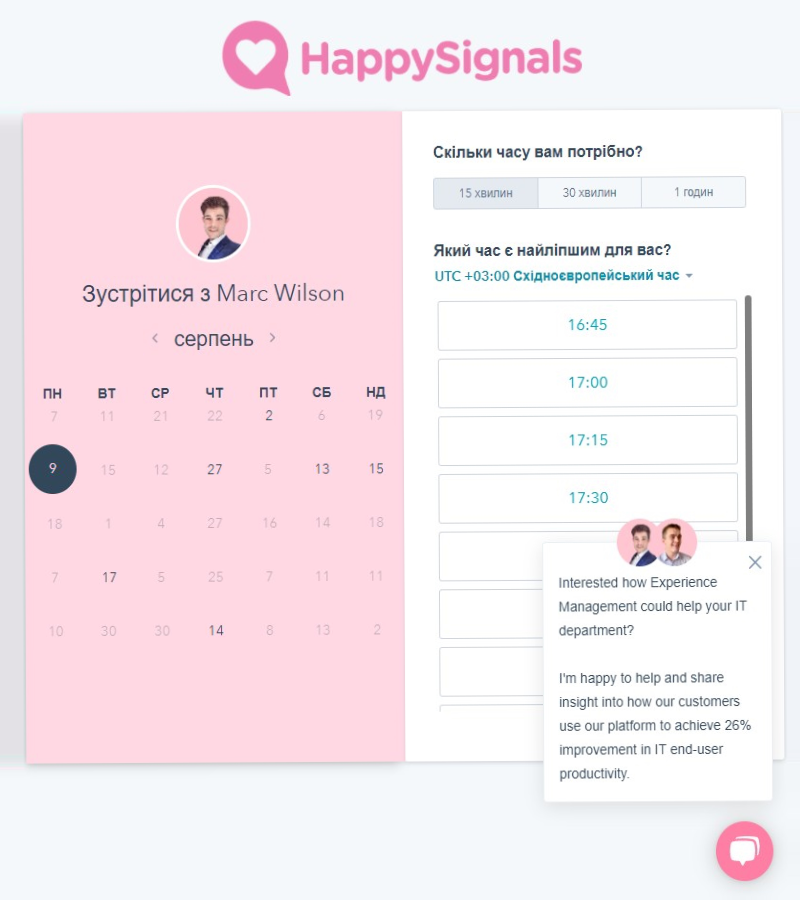 HappySignals
Зустрітися з Marc Wilson
серпень
ПН ВТ СР ЧТ ПТ СБ НД
7 11 21 22 2 6 19
9 15 12 27 5 13 15
18 1 4 27 16 14 18
7 17 5 25 7 11 11
10 30 30 14 8 13 2
Скільки часу вам потрібно?
15 хвилин 30 хвилин 1 годин
Який час є найліпшим для вас?
UTC +03:00 Східноєвропейський час
16:45
17:00
17:15
17:30
Interested how Experience
Management could help your IT
department?
I'm happy to help and share
insight into how our customers
use our platform to achieve 26%
improvement in IT end-user
productivity.